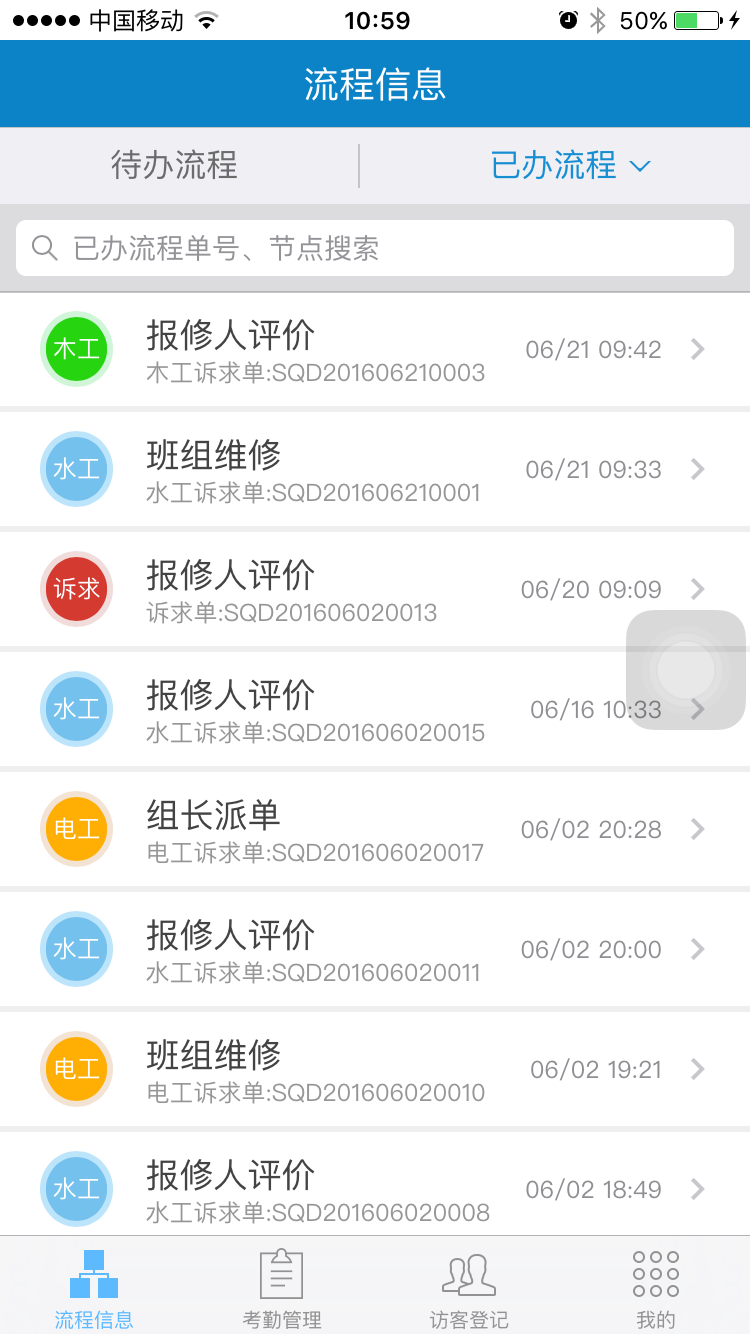 中国移动 10:59 50%
流程信息
待办流程 已办流程
已办流程单号、节点搜索
木工 报修人评价 06/21 09:42
木工诉求单:SQD201606210003
水工 班组维修 06/21 09:33
水工诉求单:SQD201606210001
诉求 报修人评价 06/20 09:09
诉求单:SQD201606020013
水工 报修人评价 06/16 10:33
水工诉求单:SQD201606020015
电工 组长派单 06/02 20:28
电工诉求单:SQD201606020017
水工 报修人评价 06/02 20:00
水工诉求单:SQD201606020011
电工 班组维修 06/02 19:21
电工诉求单:SQD201606020010
水工 报修人评价 06/02 18:49
水工诉求单:SQD201606020008
流程信息 考勤管理 访客登记 我的